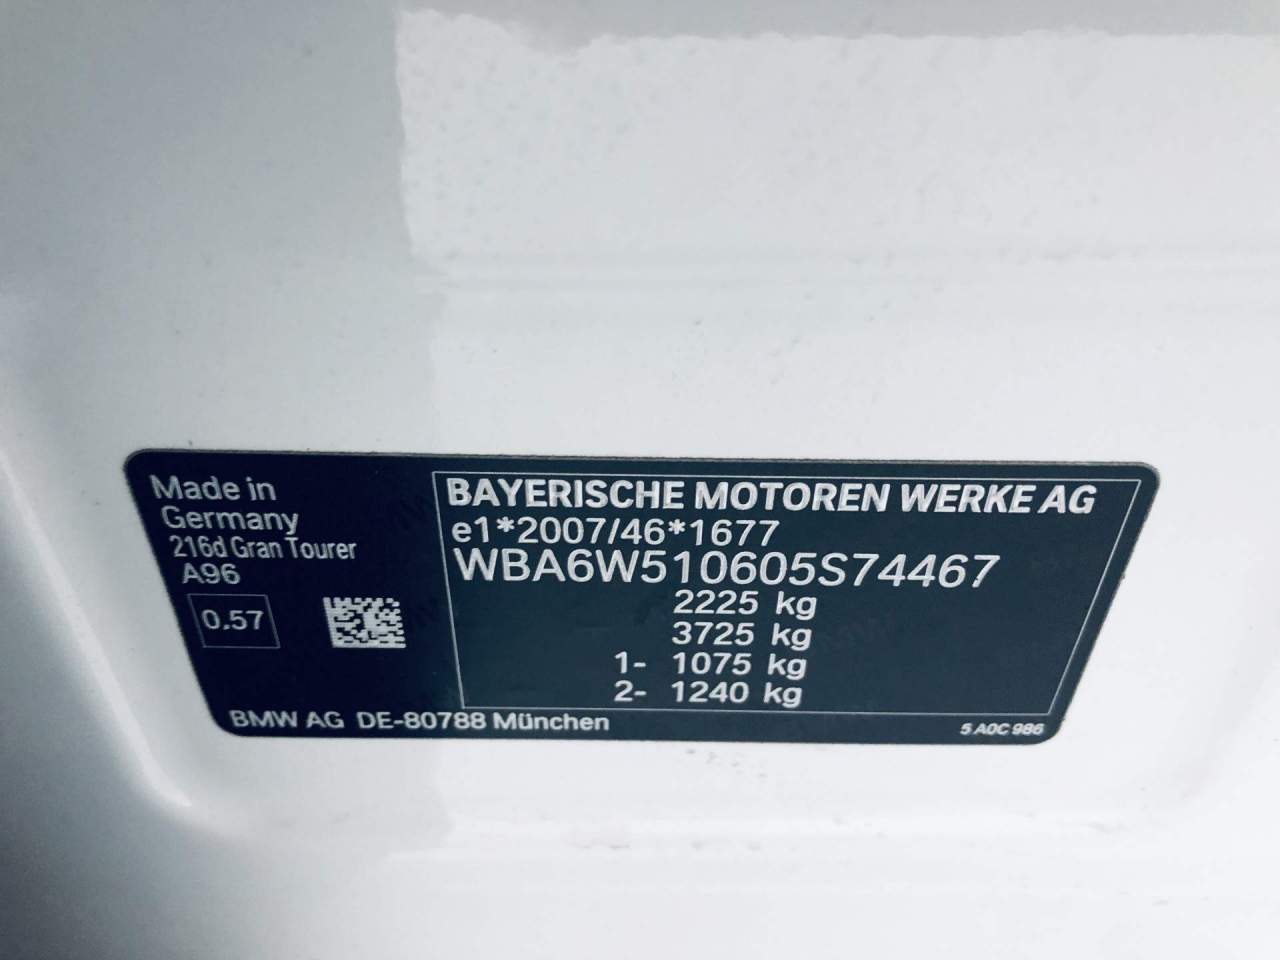 Made in
Germany
216d Gran Tourer
A96
0.57
BAYERISCHE MOTOREN WERKE AG
e1*2007/46*1677
WBA6W510605S74467
2225 kg
3725 kg
1- 1075 kg
2- 1240 kg
BMW AG DE-80788 München
5 A0C 986